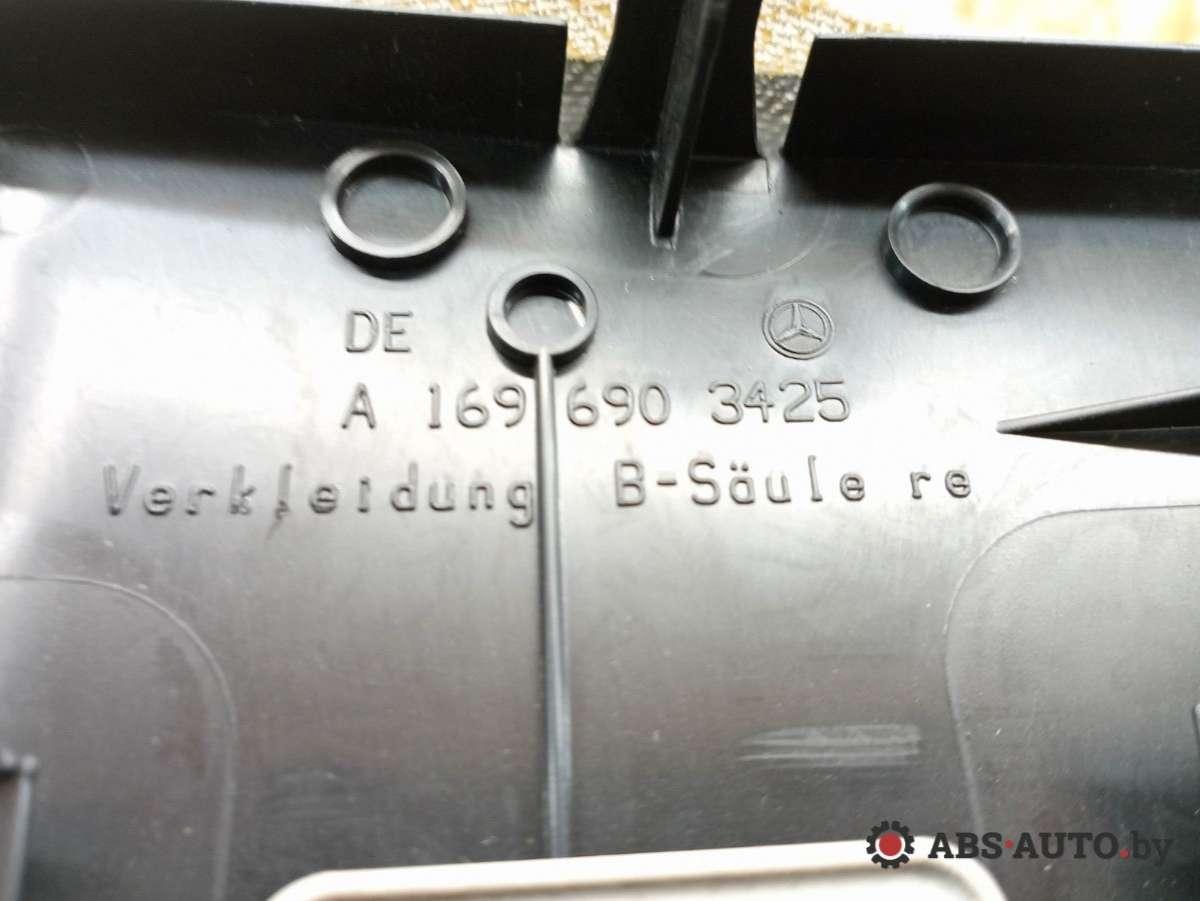 DE
A 169 690 3425
Verkleidung B-Säule re
ABS·AUTO.by